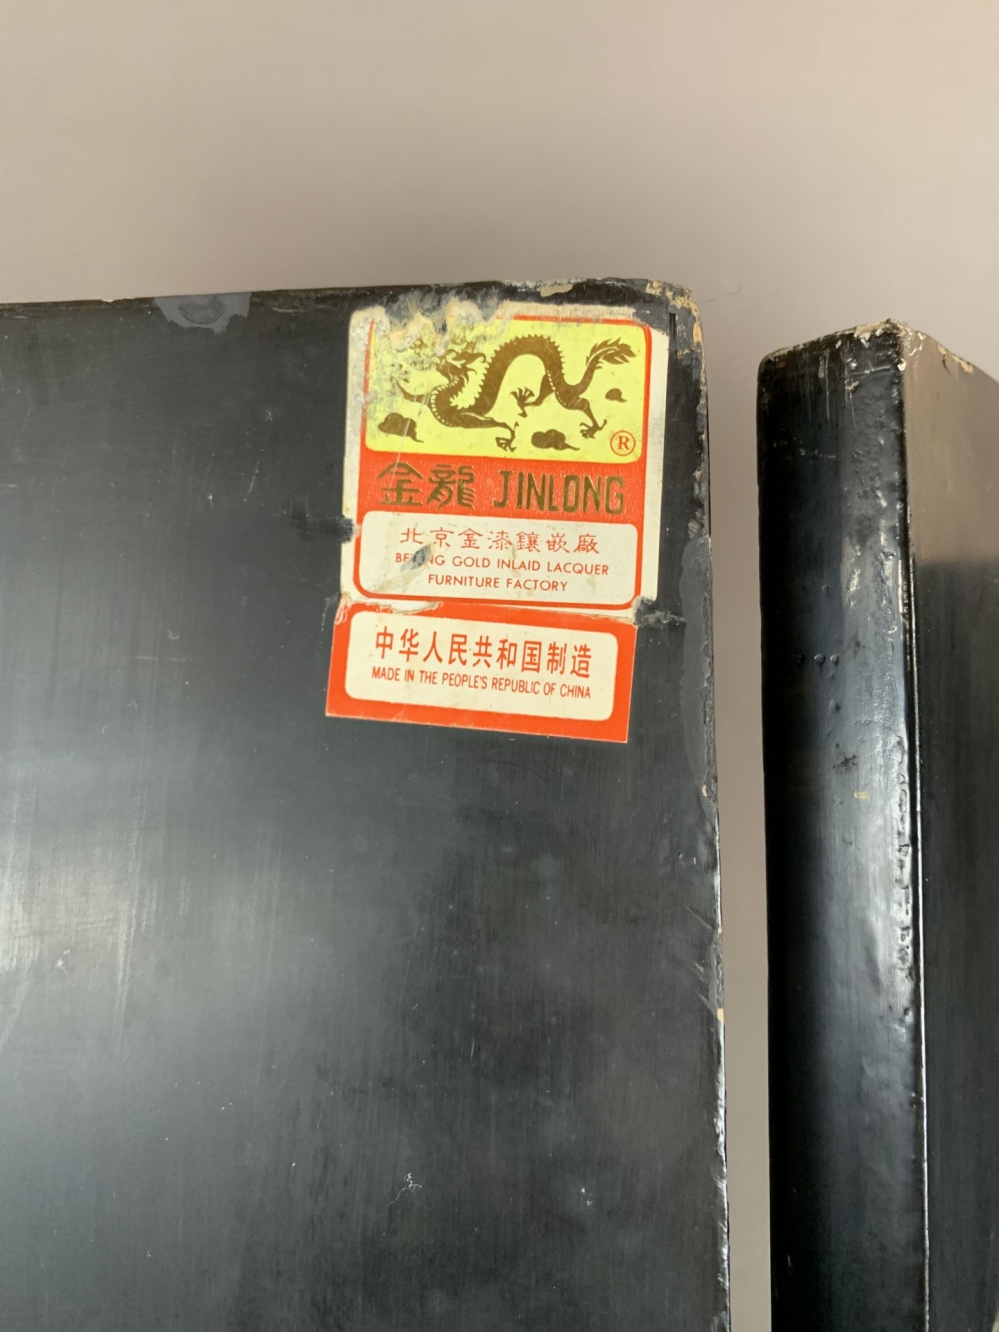 ®
金龍 JINLONG
北京金漆鑲嵌廠
GOLD INLAID LACQUER
FURNITURE FACTORY
中华人民共和国制造
MADE IN THE PEOPLE'S REPUBLIC OF CHINA